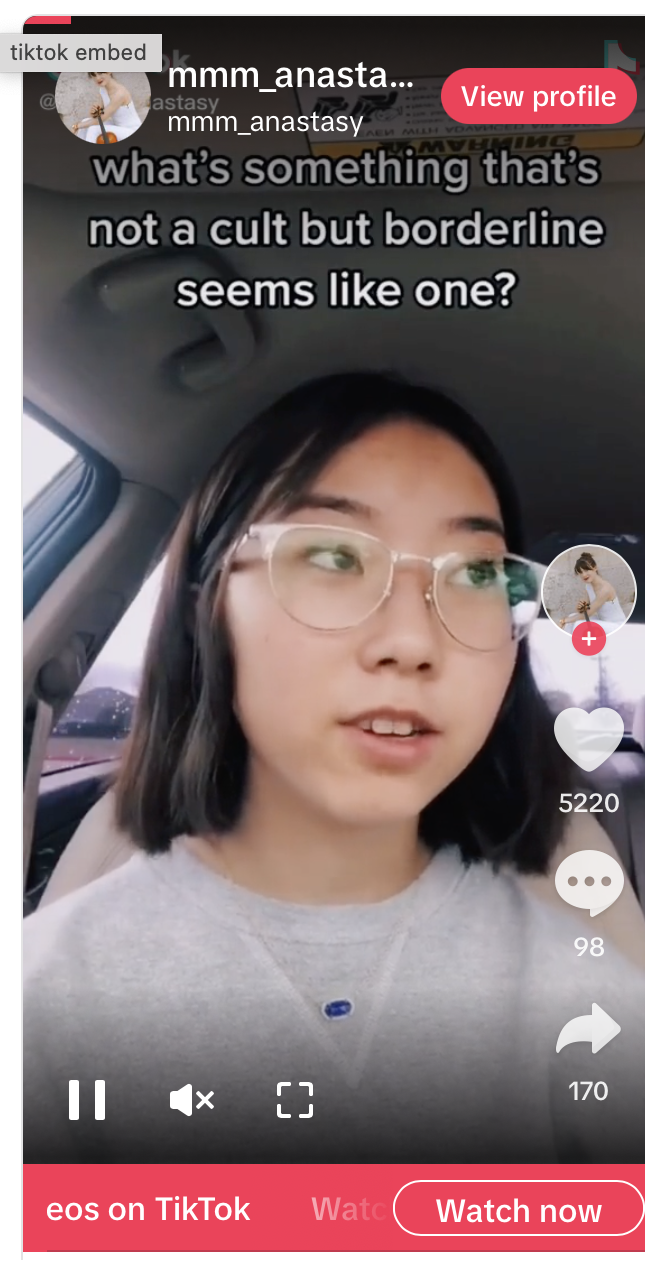 tiktok embed
mmm_anasta...
View profile
mmm_anastasy
WARNING
what's something that's
not a cult but borderline
seems like one?
5220
98
170
eos on TikTok
Watc
Watch now